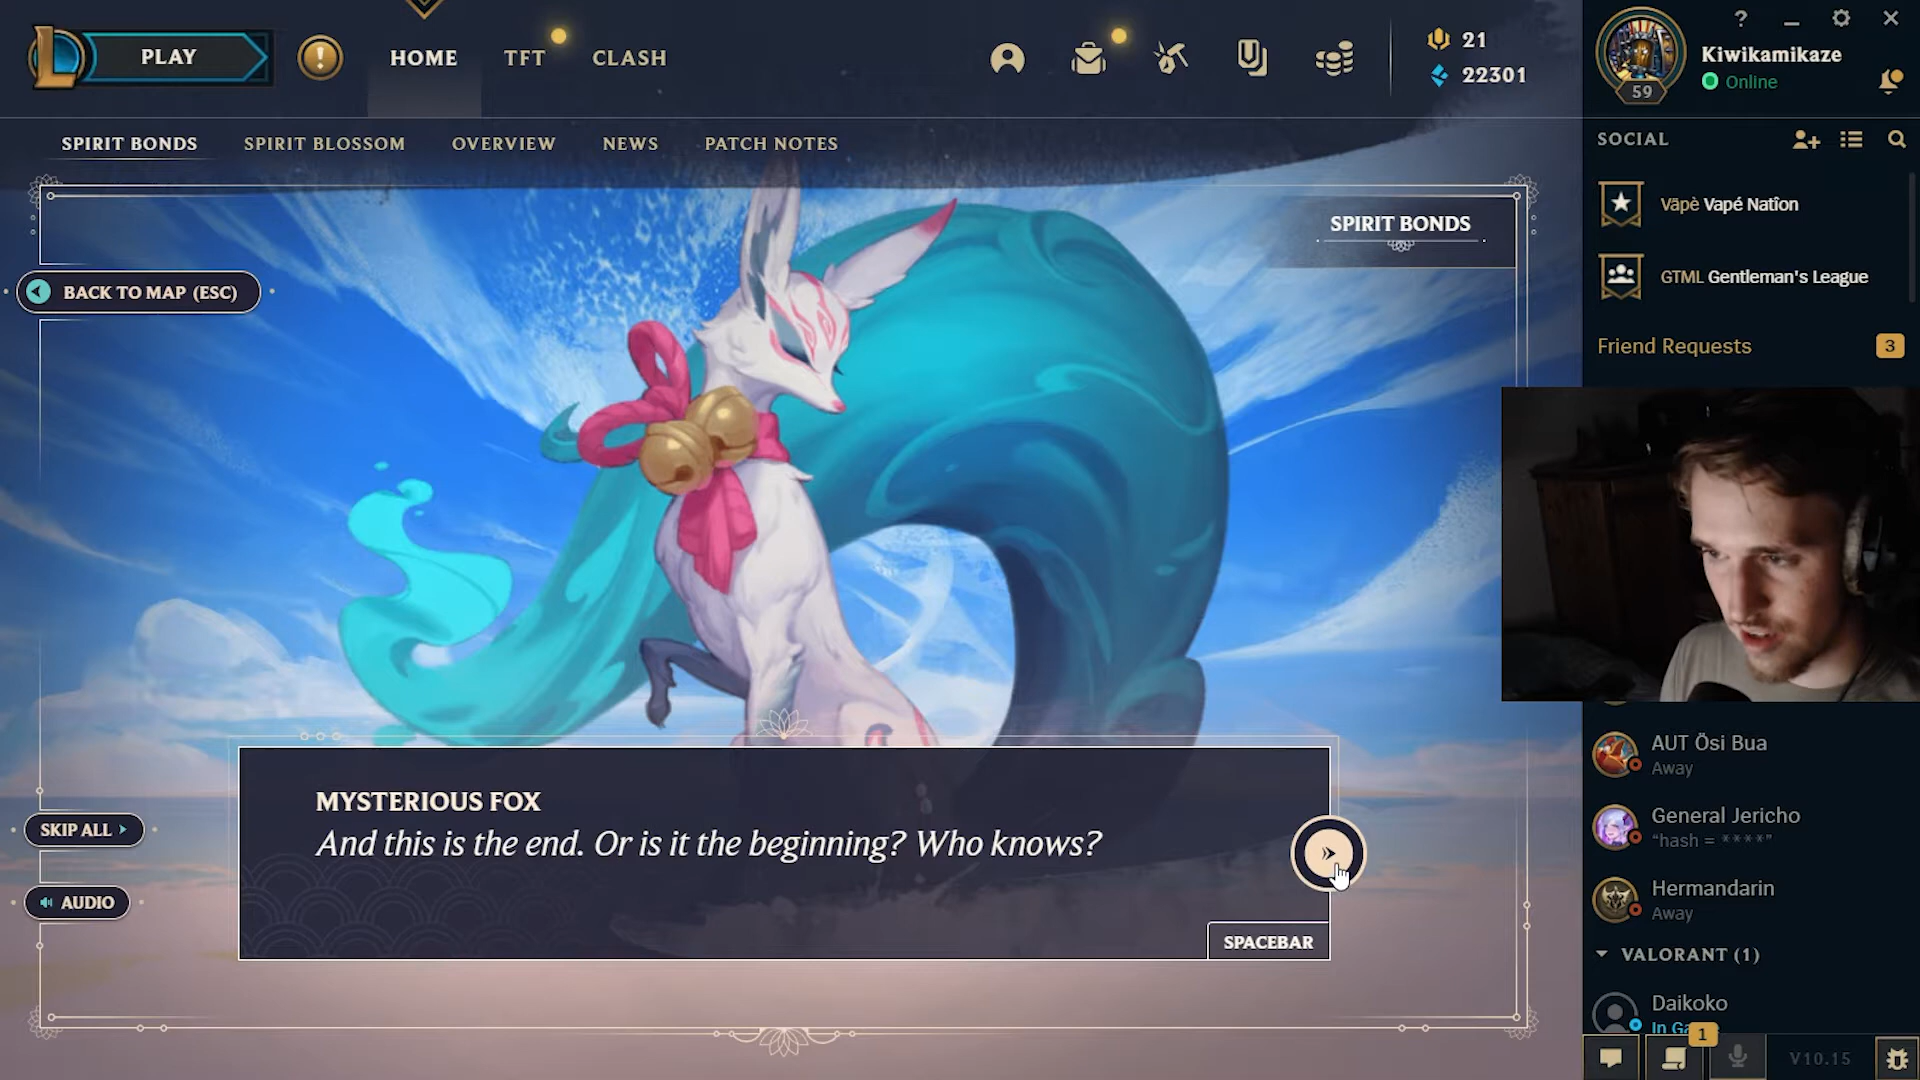 PLAY
HOME
TFT
CLASH
21
22301
?
59
Kiwikamikaze
Online
SPIRIT BONDS
SPIRIT BLOSSOM
OVERVIEW
NEWS
PATCH NOTES
SOCIAL
Väpè Vapé Natîon
GTML Gentleman's League
Friend Requests
3
SPIRIT BONDS
BACK TO MAP (ESC)
MYSTERIOUS FOX
And this is the end. Or is it the beginning? Who knows?
SPACEBAR
SKIP ALL
AUDIO
AUT Ösi Bua
Away
General Jericho
"hash = ****"
Hermandarin
Away
VALORANT (1)
Daikoko
1
V10.15